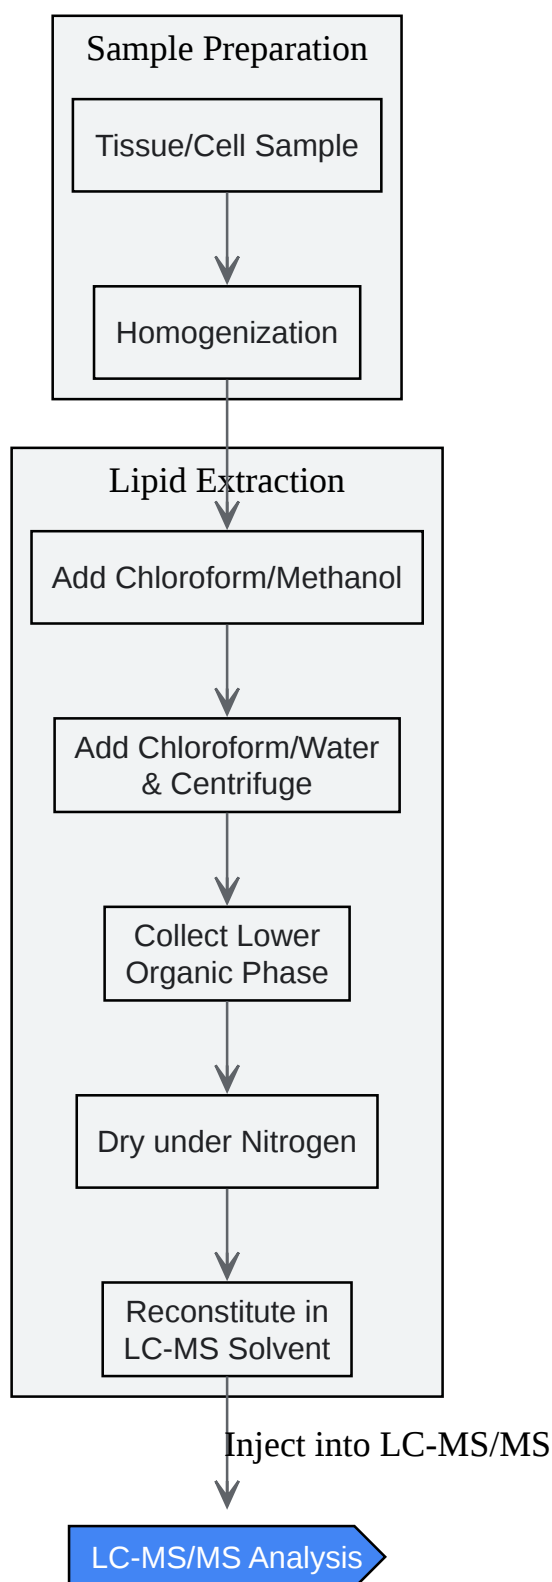 Sample Preparation
Tissue/Cell Sample
Homogenization
Lipid Extraction
Add Chloroform/Methanol
Add Chloroform/Water
& Centrifuge
Collect Lower
Organic Phase
Dry under Nitrogen
Reconstitute in
LC-MS Solvent
Inject into LC-MS/MS
LC-MS/MS Analysis